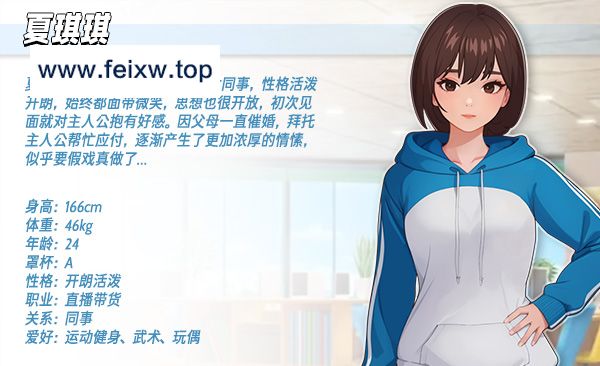 夏琪琪
www.feixw.top
同事，性格活泼
开朗，始终都面带微笑，思想也很开放，初次见
面就对主人公抱有好感。因父母一直催婚，拜托
主人公帮忙应付，逐渐产生了更加浓厚的情愫，
似乎要假戏真做了...
身高：166cm
体重：46kg
年龄：24
罩杯：A
性格：开朗活泼
职业：直播带货
关系：同事
爱好：运动健身、武术、玩偶